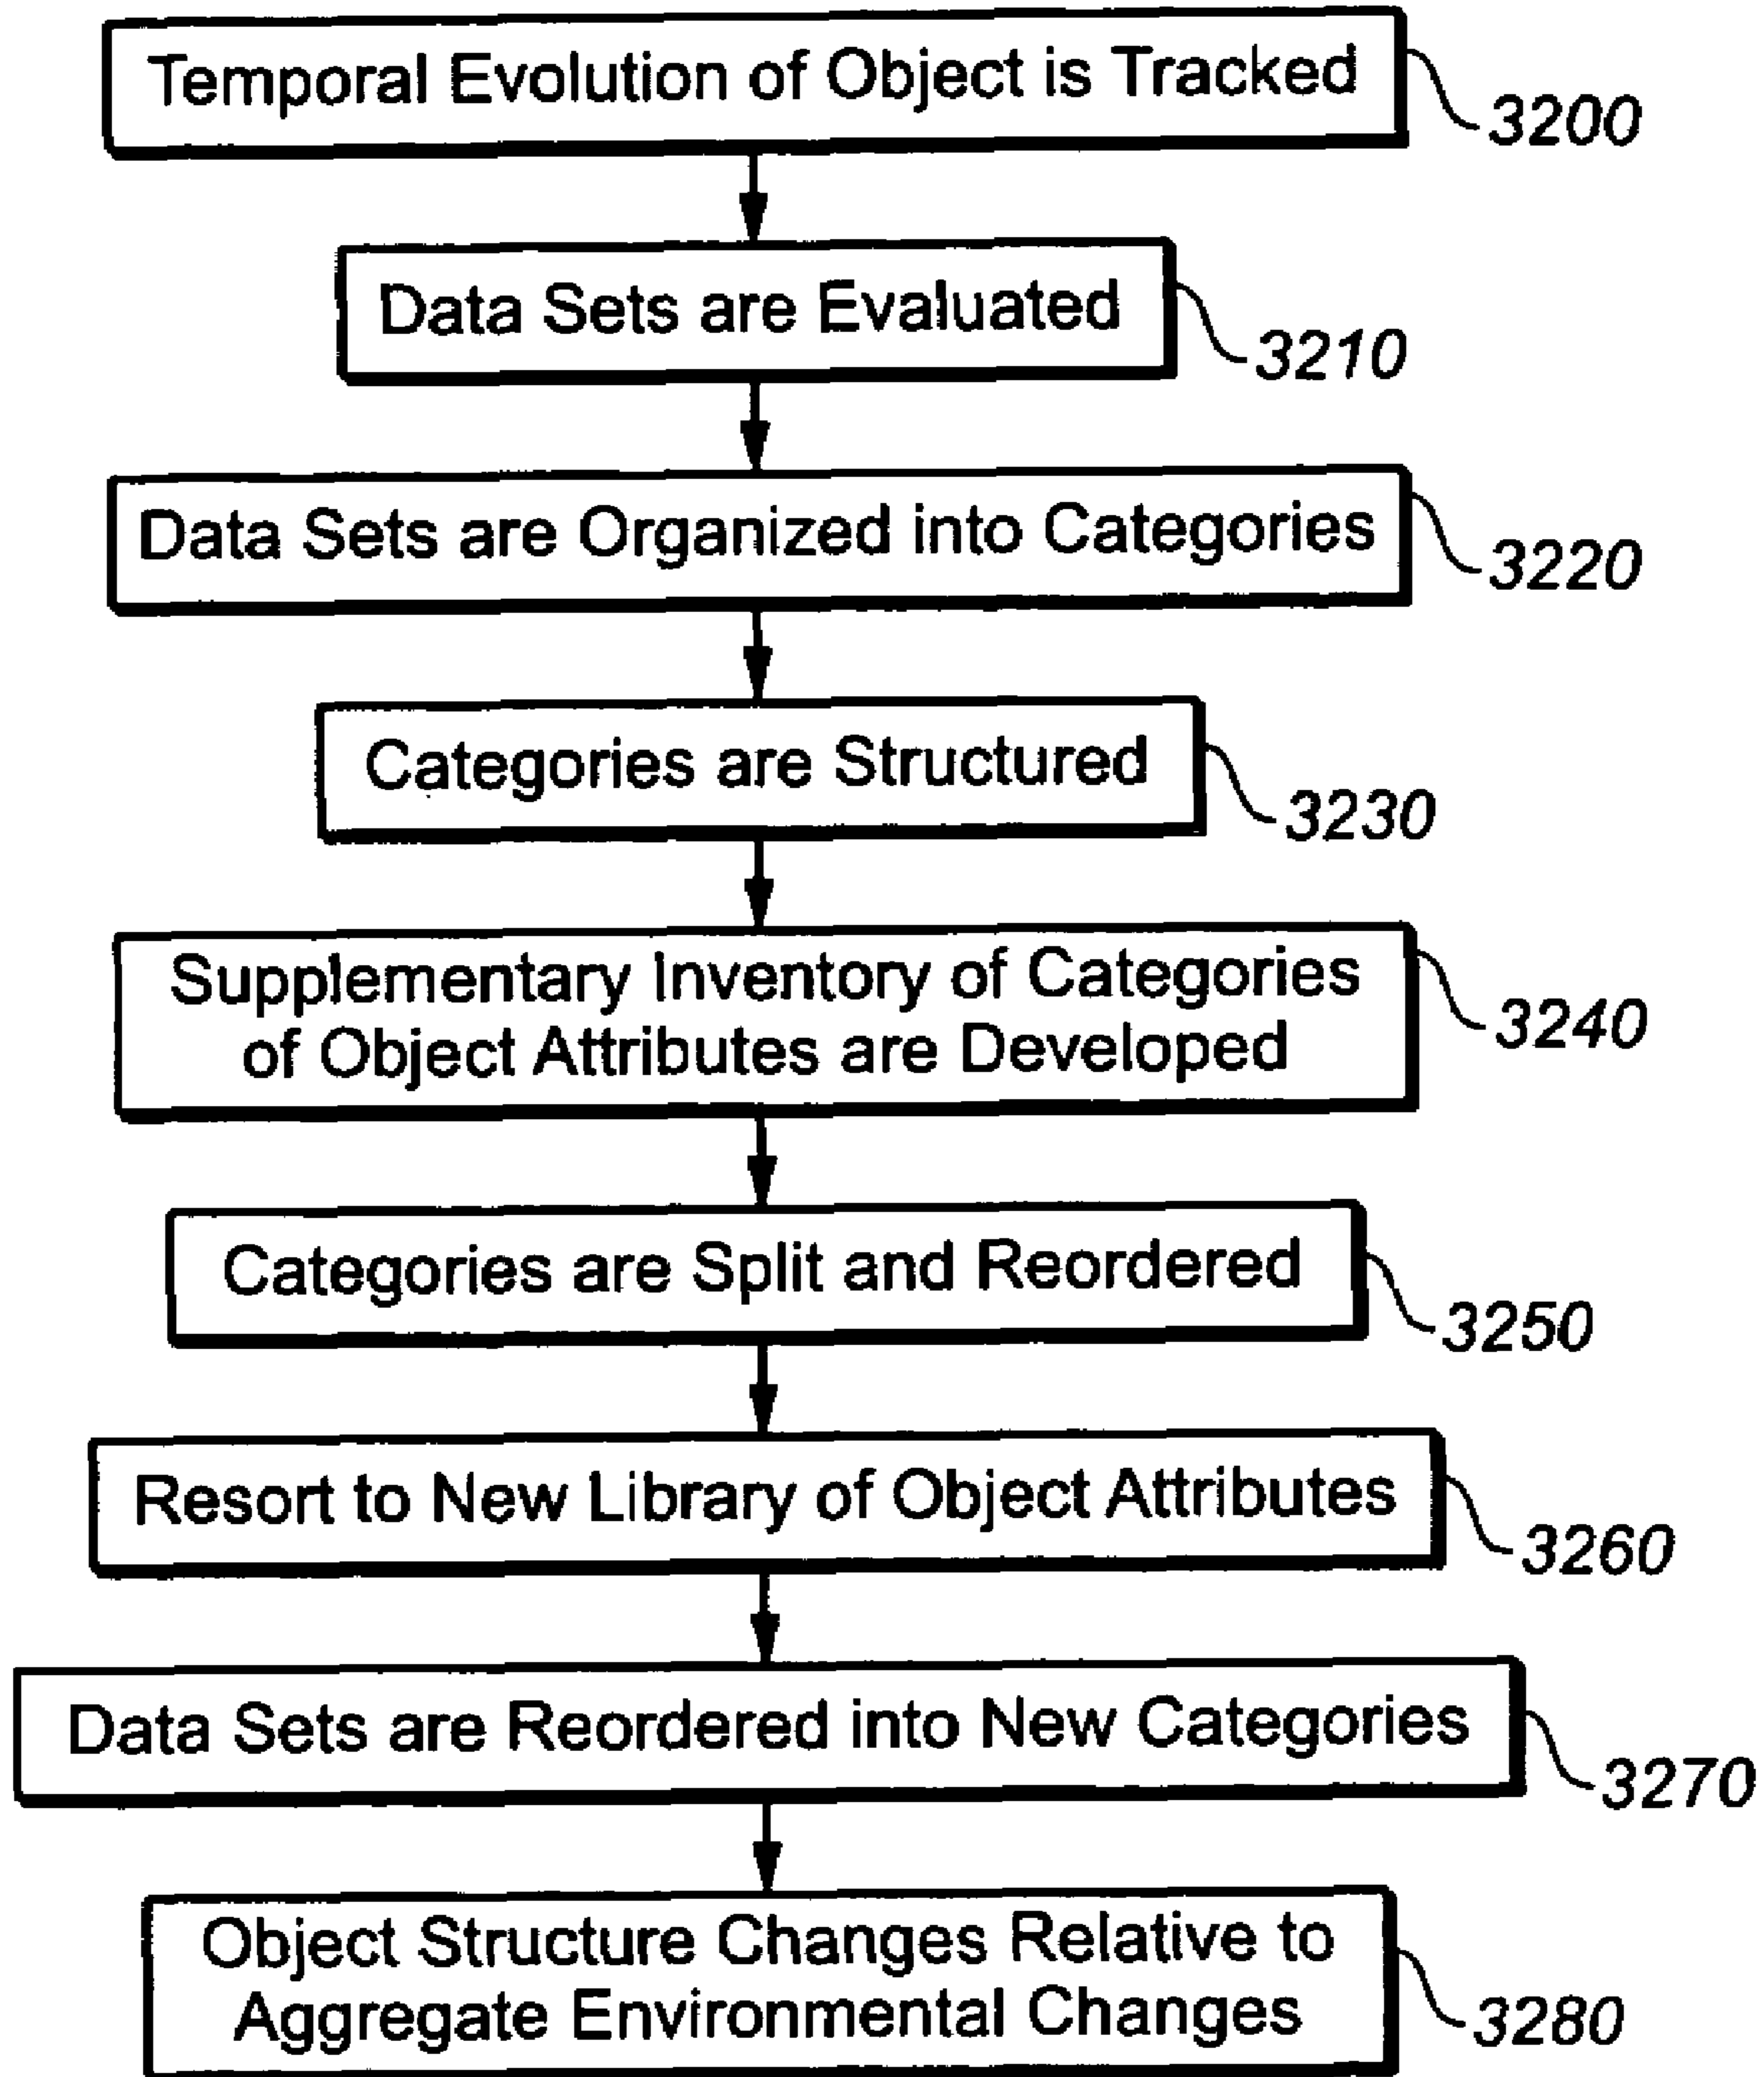 Temporal Evolution of Object is Tracked
3200
Data Sets are Evaluated
3210
Data Sets are Organized into Categories
3220
Categories are Structured
3230
Supplementary Inventory of Categories
of Object Attributes are Developed
3240
Categories are Split and Reordered
3250
Resort to New Library of Object Attributes
3260
Data Sets are Reordered into New Categories
3270
Object Structure Changes Relative to
Aggregate Environmental Changes
3280